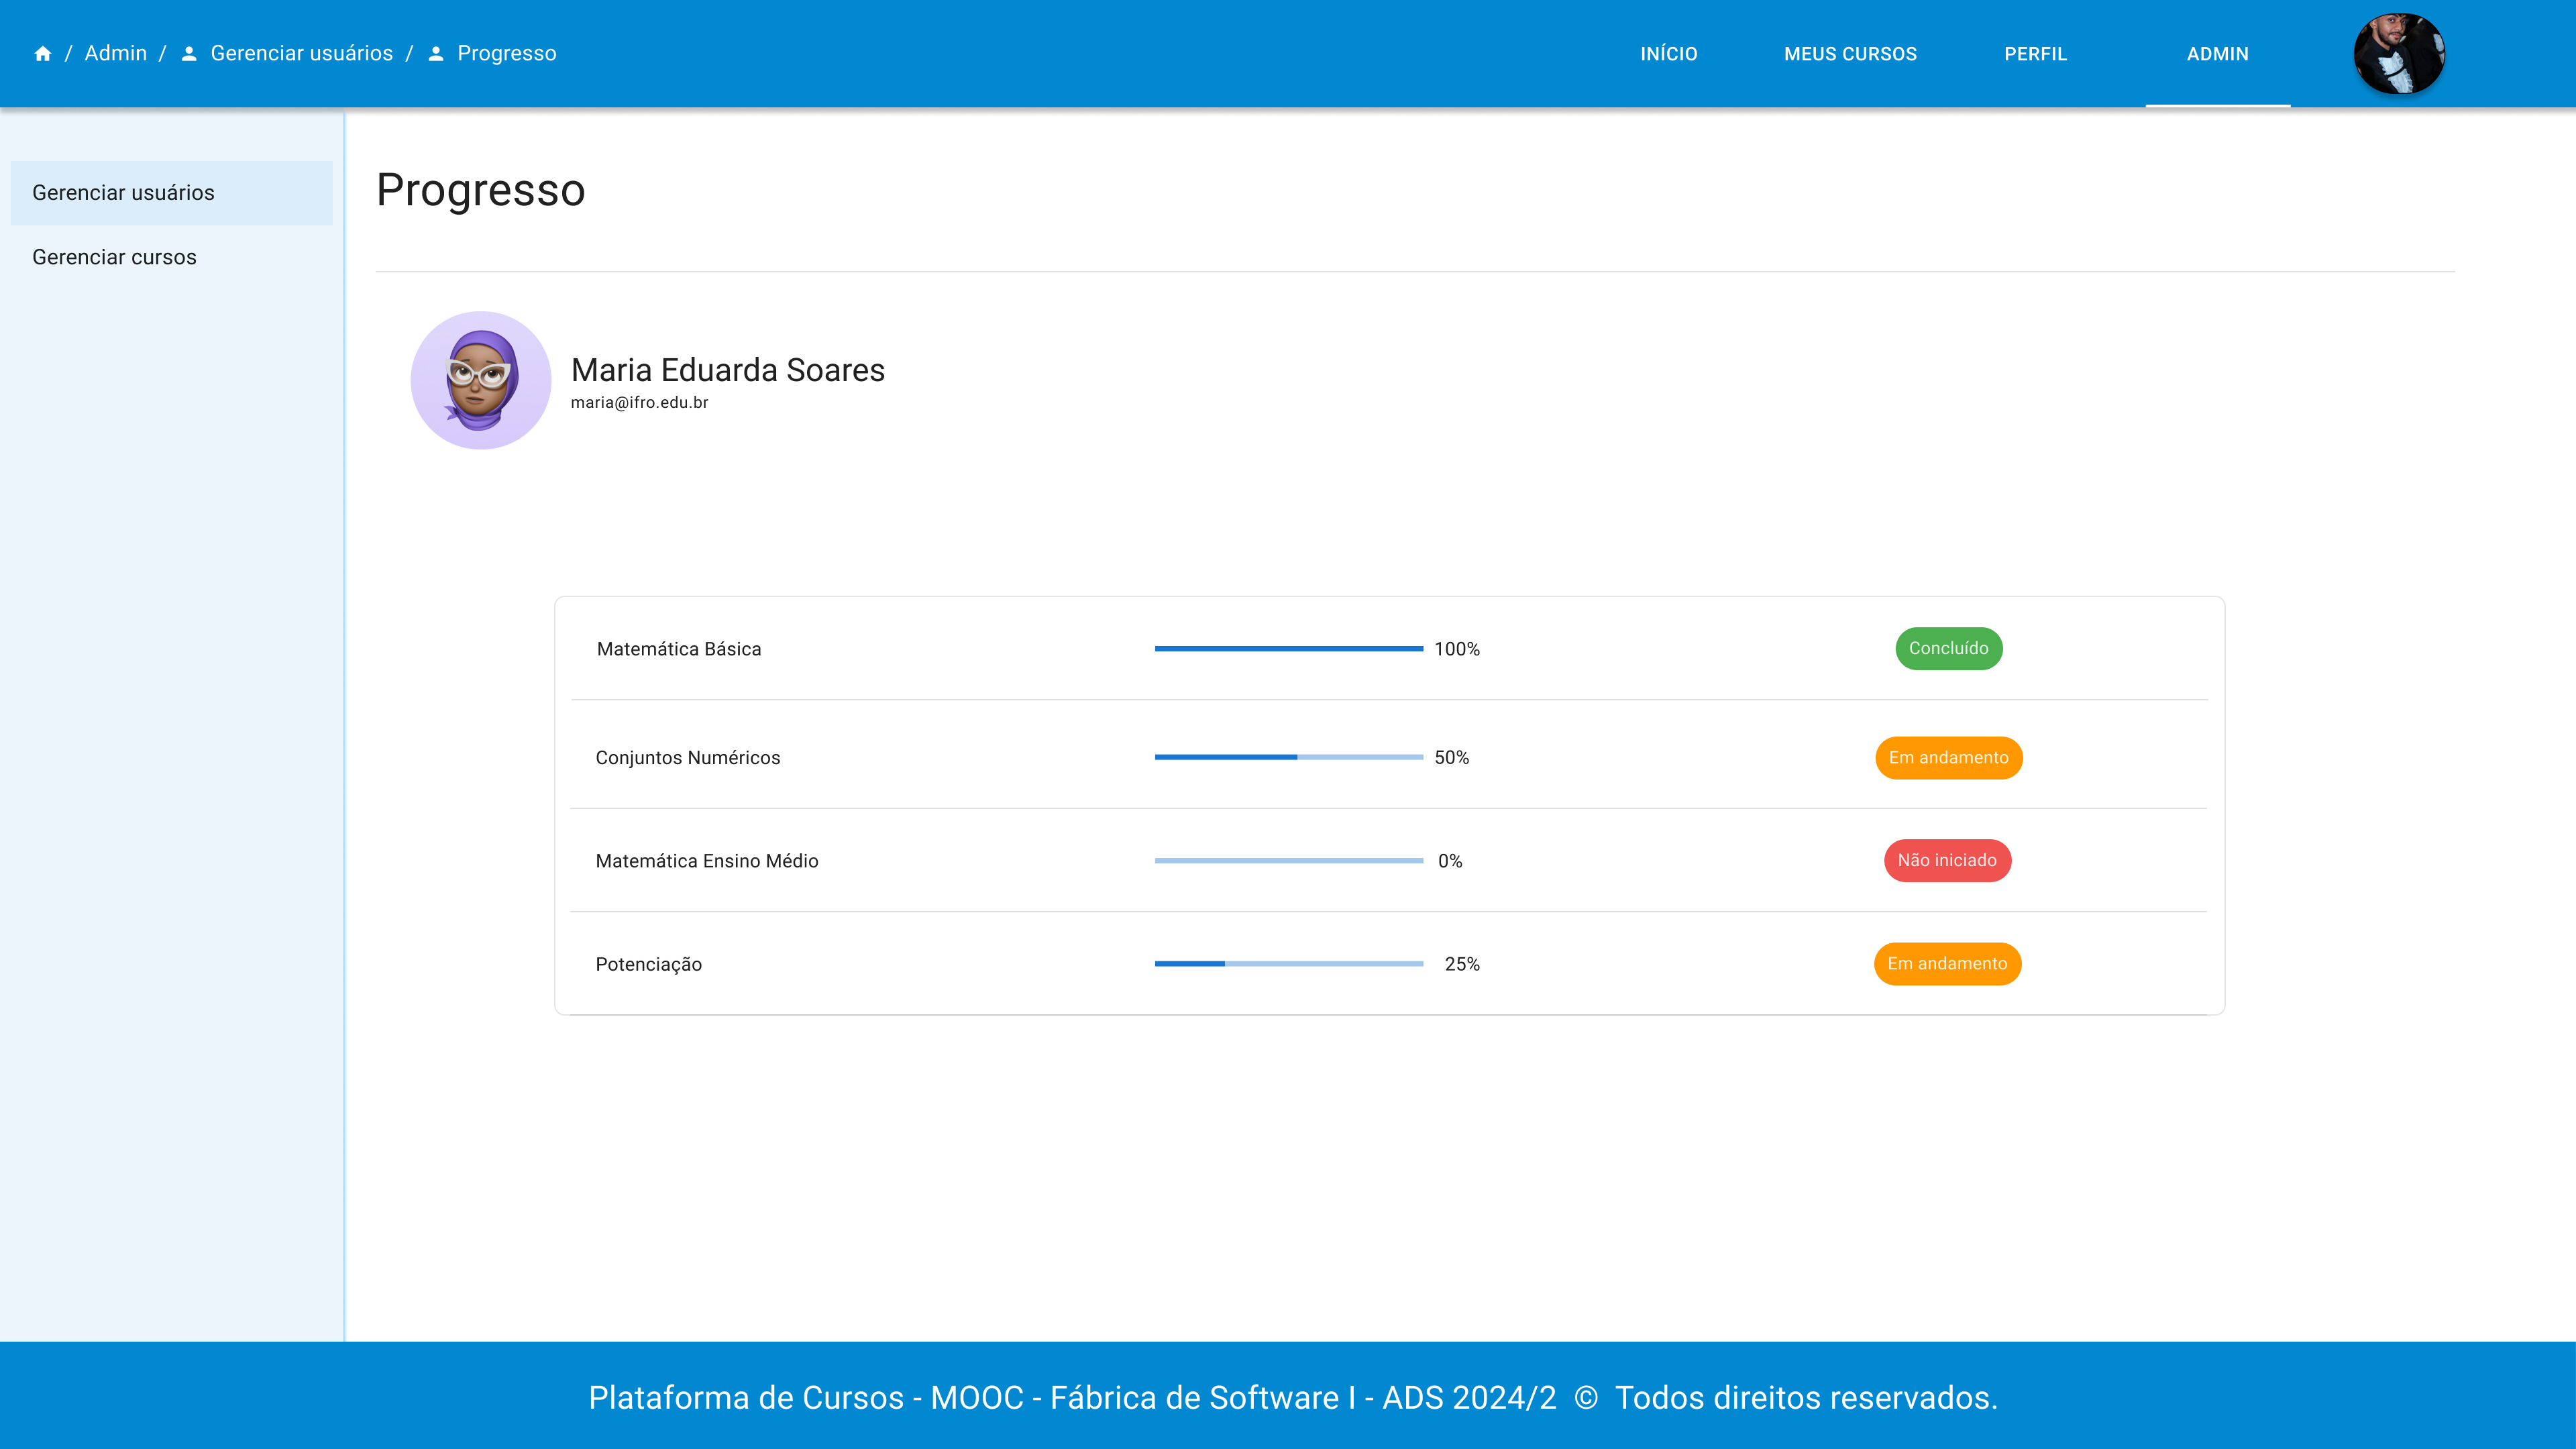 / Admin / Gerenciar usuários / Progresso
INÍCIO MEUS CURSOS PERFIL ADMIN
Gerenciar usuários
Gerenciar cursos
Progresso
Maria Eduarda Soares
maria@ifro.edu.br
Matemática Básica 100% Concluído
Conjuntos Numéricos 50% Em andamento
Matemática Ensino Médio 0% Não iniciado
Potenciação 25% Em andamento
Plataforma de Cursos - MOOC - Fábrica de Software I - ADS 2024/2 © Todos direitos reservados.